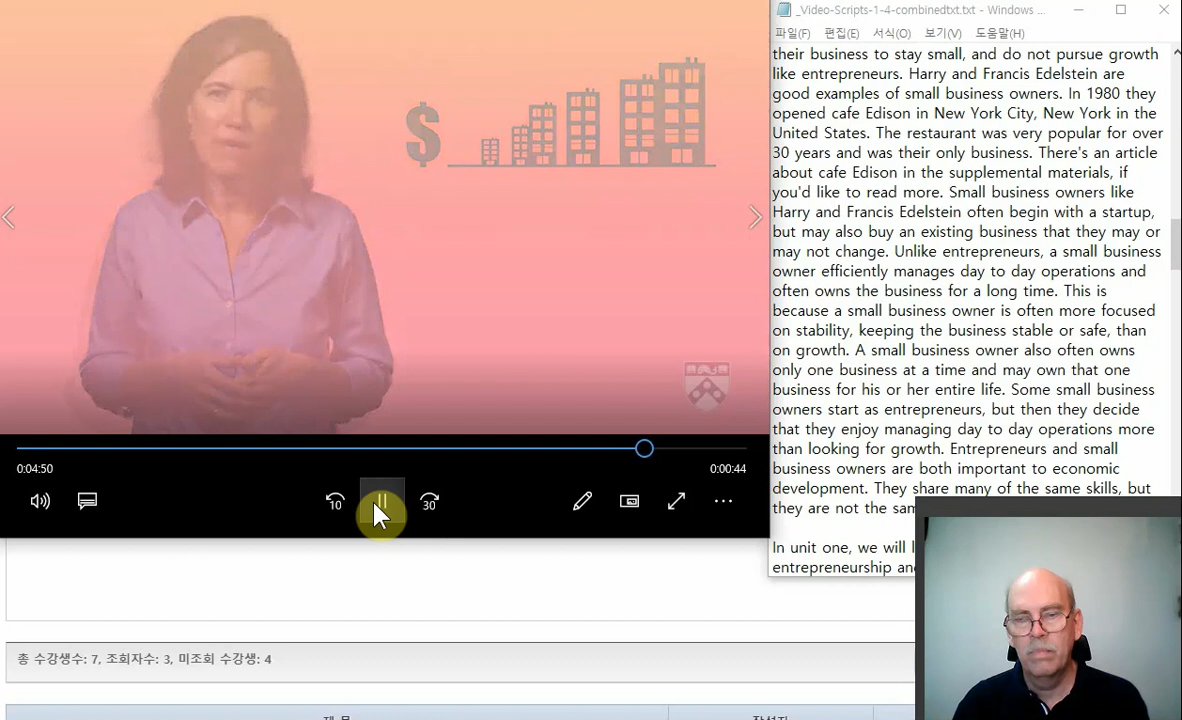 _Video-Scripts-1-4-combinedtxt.txt - Windows ...
파일(F) 편집(E) 서식(O) 보기(V) 도움말(H)
their business to stay small, and do not pursue growth
like entrepreneurs. Harry and Francis Edelstein are
good examples of small business owners. In 1980 they
opened cafe Edison in New York City, New York in the
United States. The restaurant was very popular for over
30 years and was their only business. There's an article
about cafe Edison in the supplemental materials, if
you'd like to read more. Small business owners like
Harry and Francis Edelstein often begin with a startup,
but may also buy an existing business that they may or
may not change. Unlike entrepreneurs, a small business
owner efficiently manages day to day operations and
often owns the business for a long time. This is
because a small business owner is often more focused
on stability, keeping the business stable or safe, than
on growth. A small business owner also often owns
only one business at a time and may own that one
business for his or her entire life. Some small business
owners start as entrepreneurs, but then they decide
that they enjoy managing day to day operations more
than looking for growth. Entrepreneurs and small
business owners are both important to economic
development. They share many of the same skills, but
they are not the sam
In unit one, we will l
entrepreneurship an
$
0:04:50
0:00:44
10
30
총 수강생수: 7, 조회자수: 3, 미조회 수강생: 4